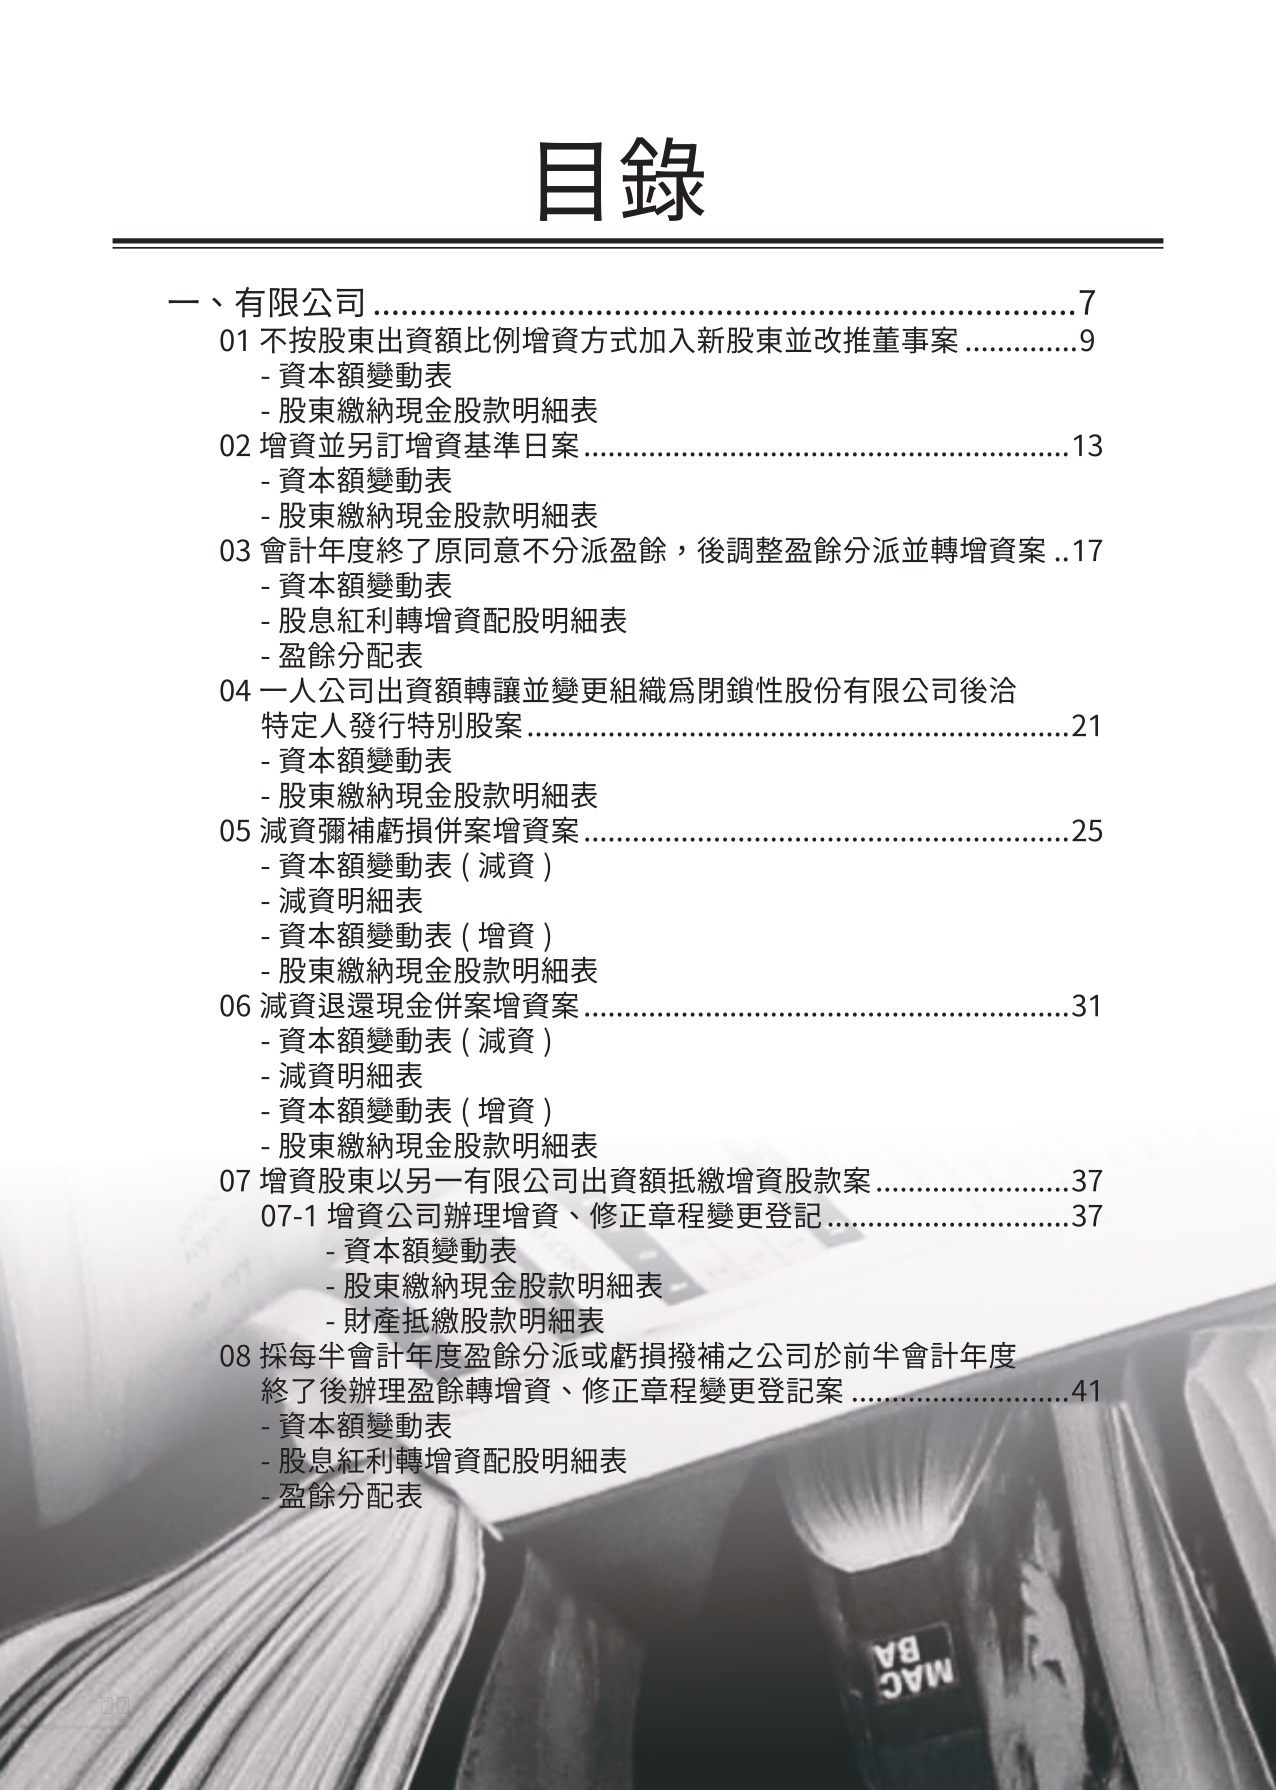 目錄
一、有限公司......................................................................7
01 不按股東出資額比例增資方式加入新股東並改推董事案..............9
- 資本額變動表
- 股東繳納現金股款明細表
02 增資並另訂增資基準日案............................................................13
- 資本額變動表
- 股東繳納現金股款明細表
03 會計年度終了原同意不分派盈餘，後調整盈餘分派並轉增資案 ..17
- 資本額變動表
- 股息紅利轉增資配股明細表
- 盈餘分配表
04 一人公司出資額轉讓並變更組織為閉鎖性股份有限公司後洽
特定人發行特別股案...................................................................21
- 資本額變動表
- 股東繳納現金股款明細表
05 減資彌補虧損併案增資案............................................................25
- 資本額變動表 ( 減資 )
- 減資明細表
- 資本額變動表 ( 增資 )
- 股東繳納現金股款明細表
06 減資退還現金併案增資案............................................................31
- 資本額變動表 ( 減資 )
- 減資明細表
- 資本額變動表 ( 增資 )
- 股東繳納現金股款明細表
07 增資股東以另一有限公司出資額抵繳增資股款案........................37
07-1 增資公司辦理增資、修正章程變更登記..............................37
- 資本額變動表
- 股東繳納現金股款明細表
- 財產抵繳股款明細表
08 採每半會計年度盈餘分派或虧損撥補之公司於前半會計年度
終了後辦理盈餘轉增資、修正章程變更登記案 ...........................41
- 資本額變動表
- 股息紅利轉增資配股明細表
- 盈餘分配表
MAC
BA